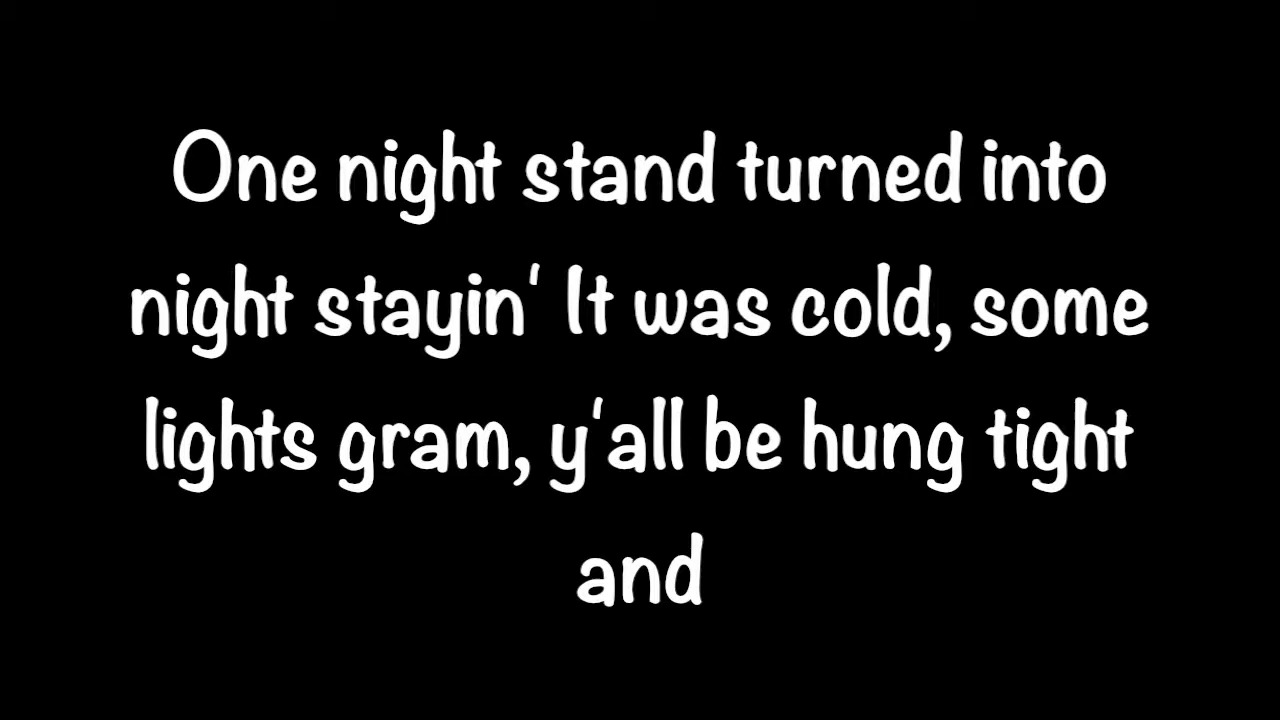 One night stand turned into
night stayin' It was cold, some
lights gram, y'all be hung tight
and